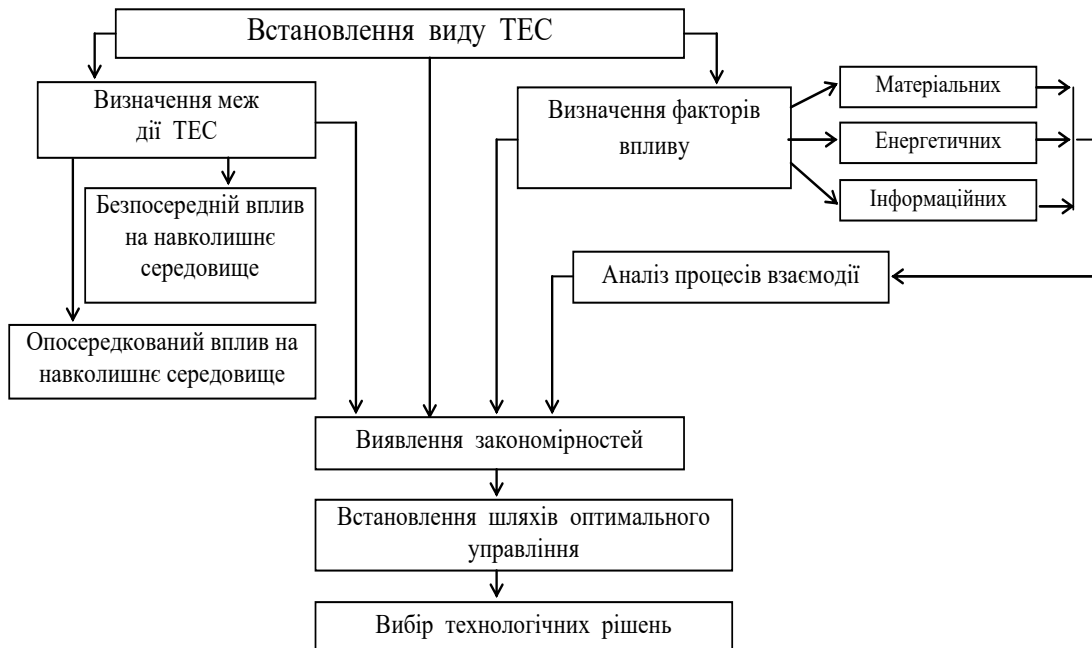 Встановлення виду ТЕС
Визначення меж
дії ТЕС
Визначення факторів
впливу
Матеріальних
Енергетичних
Інформаційних
Безпосередній вплив
на навколишнє
середовище
Аналіз процесів взаємодії
Опосередкований вплив на
навколишнє середовище
Виявлення закономірностей
Встановлення шляхів оптимального
управління
Вибір технологічних рішень